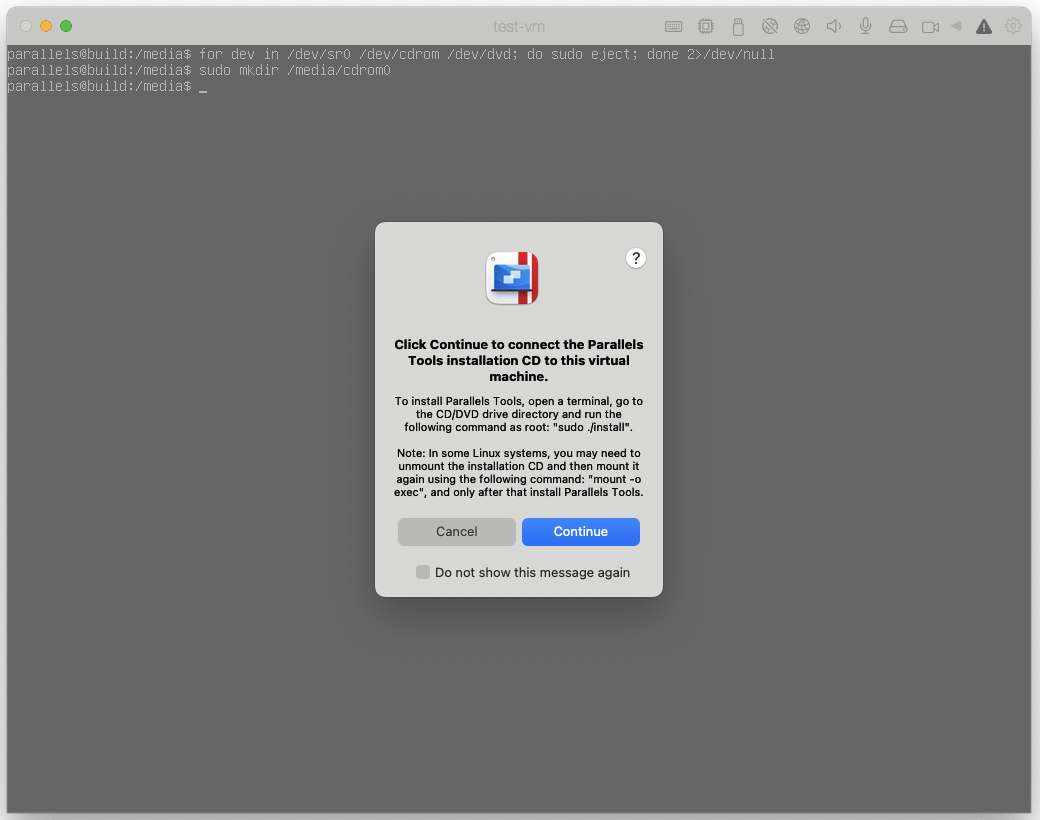 test-vm
parallels@build:/media$ for dev in /dev/sr0 /dev/cdrom /dev/dvd; do sudo eject; done 2>/dev/null
parallels@build:/media$ sudo mkdir /media/cdrom0
parallels@build:/media$ _
?
Click Continue to connect the Parallels
Tools installation CD to this virtual
machine.
To install Parallels Tools, open a terminal, go to
the CD/DVD drive directory and run the
following command as root: "sudo ./install".
Note: In some Linux systems, you may need to
unmount the installation CD and then mount it
again using the following command: "mount -o
exec", and only after that install Parallels Tools.
Cancel
Continue
Do not show this message again